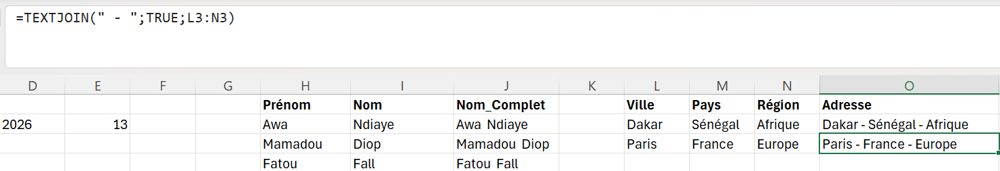 =TEXTJOIN(" - ";TRUE;L3:N3)
D E F G H I J K L M N O
Prénom Nom Nom_Complet Ville Pays Région Adresse
2026 13 Awa Ndiaye Awa  Ndiaye Dakar Sénégal Afrique Dakar - Sénégal - Afrique
Mamadou Diop Mamadou  Diop Paris France Europe Paris - France - Europe
Fatou Fall Fatou  Fall